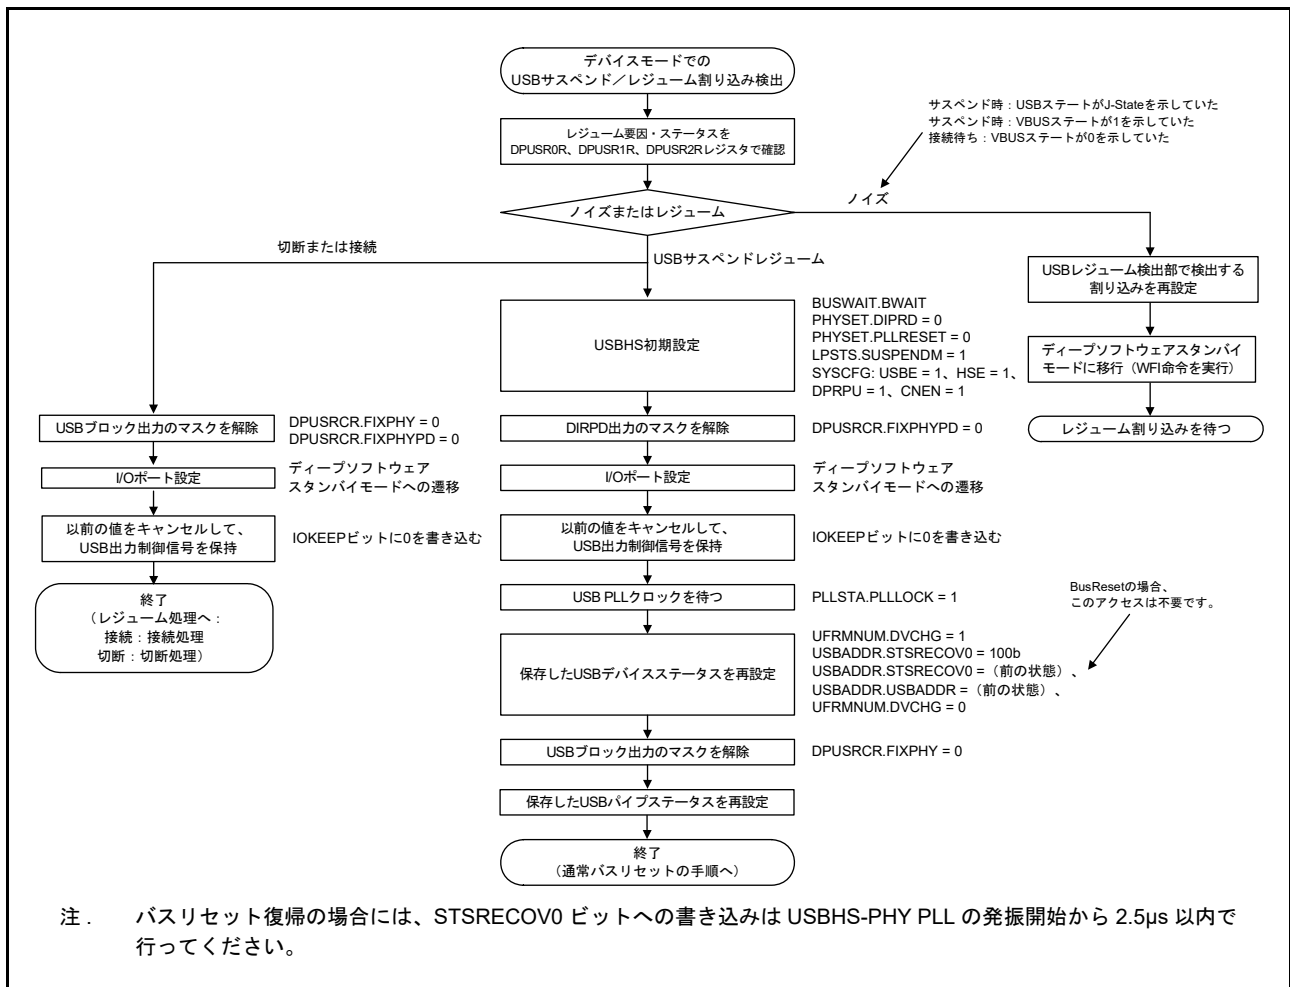 デバイスモードでの
USBサスペンド／レジューム割り込み検出
レジューム要因・ステータスを
DPUSR0R、DPUSR1R、DPUSR2Rレジスタで確認
サスペンド時：USBステートがJ-Stateを示していた
サスペンド時：VBUSステートが1を示していた
接続待ち：VBUSステートが0を示していた
ノイズまたはレジューム
ノイズ
切断または接続
USBサスペンドレジューム
USBレジューム検出部で検出する
割り込みを再設定
ディープソフトウェアスタンバイ
モードに移行（WFI命令を実行）
レジューム割り込みを待つ
USBHS初期設定
BUSWAIT.BWAIT
PHYSET.DIPRD = 0
PHYSET.PLLRESET = 0
LPSTS.SUSPENDM = 1
SYSCFG: USBE = 1、HSE = 1、
DPRPU = 1、CNEN = 1
USBブロック出力のマスクを解除
DPUSRCR.FIXPHY = 0
DPUSRCR.FIXPHYPD = 0
I/Oポート設定
ディープソフトウェア
スタンバイモードへの遷移
以前の値をキャンセルして、
USB出力制御信号を保持
IOKEEPビットに0を書き込む
終了
（レジューム処理へ：
接続：接続処理
切断：切断処理）
DIRPD出力のマスクを解除
DPUSRCR.FIXPHYPD = 0
I/Oポート設定
ディープソフトウェア
スタンバイモードへの遷移
以前の値をキャンセルして、
USB出力制御信号を保持
IOKEEPビットに0を書き込む
USB PLLクロックを待つ
PLLSTA.PLLLOCK = 1
BusResetの場合、
このアクセスは不要です。
保存したUSBデバイスステータスを再設定
UFRMNUM.DVCHG = 1
USBADDR.STSRECOV0 = 100b
USBADDR.STSRECOV0 =（前の状態）、
USBADDR.USBADDR =（前の状態）、
UFRMNUM.DVCHG = 0
USBブロック出力のマスクを解除
DPUSRCR.FIXPHY = 0
保存したUSBパイプステータスを再設定
終了
（通常バスリセットの手順へ）
注． バスリセット復帰の場合には、STSRECOV0 ビットへの書き込みは USBHS-PHY PLL の発振開始から 2.5μs 以内で
行ってください。